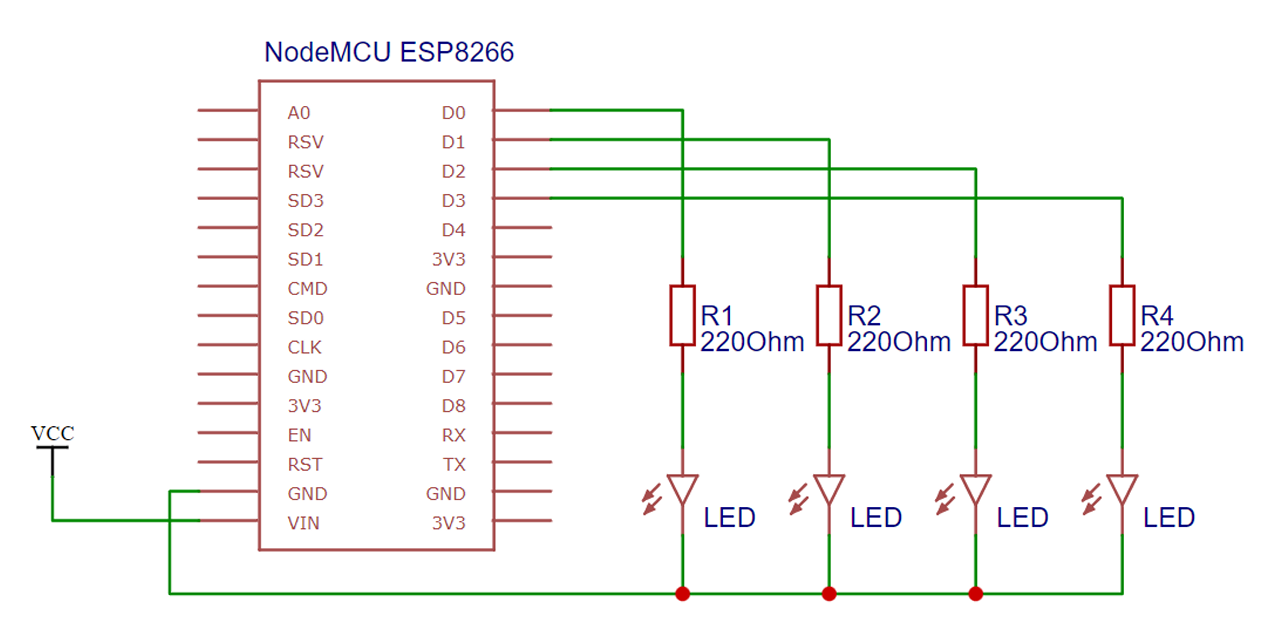 NodeMCU ESP8266
A0
RSV
RSV
SD3
SD2
SD1
CMD
SD0
CLK
GND
3V3
EN
RST
GND
VIN
D0
D1
D2
D3
D4
3V3
GND
D5
D6
D7
D8
RX
TX
GND
3V3
VCC
R1
220Ohm
R2
220Ohm
R3
220Ohm
R4
220Ohm
LED
LED
LED
LED